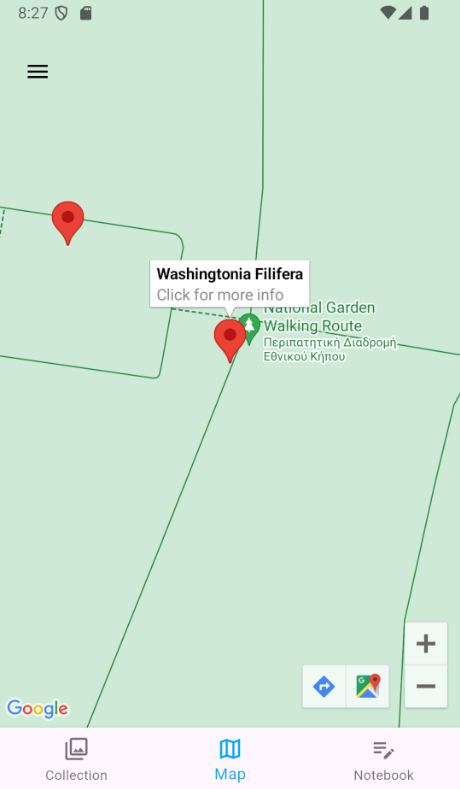 8:27
Washingtonia Filifera
Click for more info
National Garden
Walking Route
Περιπατητική Διαδρομή
Εθνικού Κήπου
Google
G
Collection
Map
Notebook